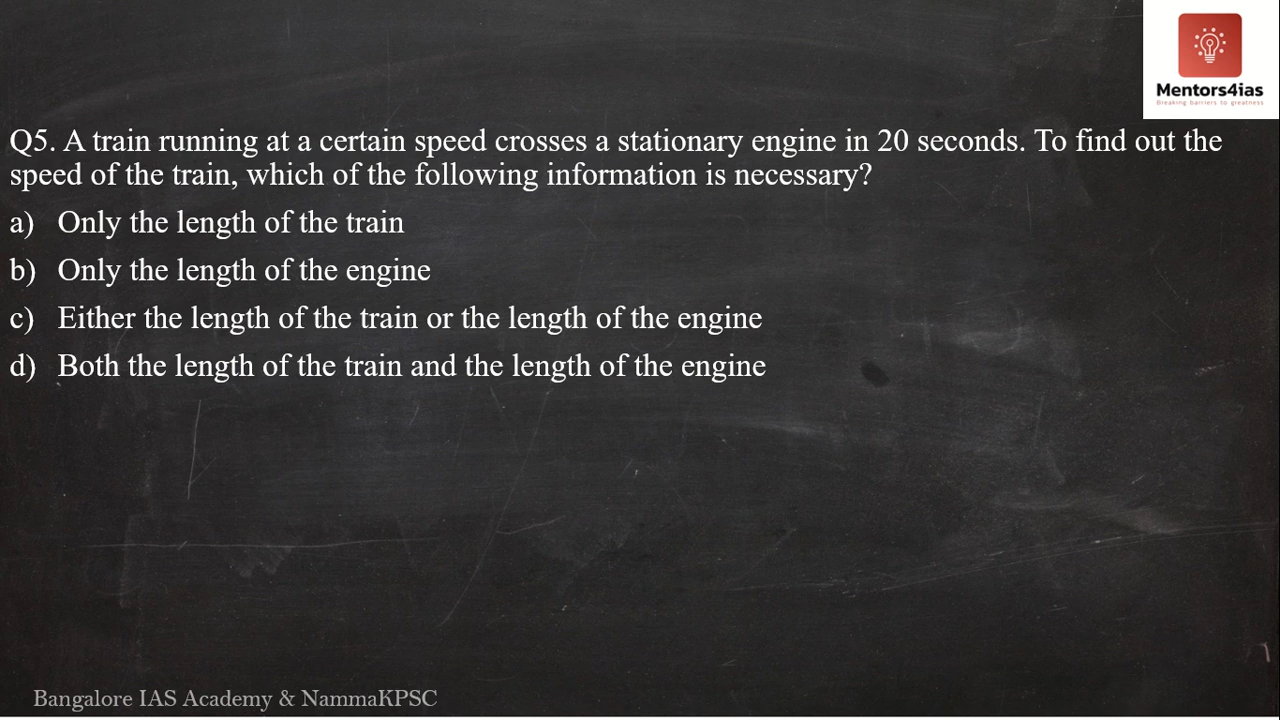 Mentors4ias
Breaking barriers to greatness
Q5. A train running at a certain speed crosses a stationary engine in 20 seconds. To find out the
speed of the train, which of the following information is necessary?
a) Only the length of the train
b) Only the length of the engine
c) Either the length of the train or the length of the engine
d) Both the length of the train and the length of the engine
Bangalore IAS Academy & NammaKPSC